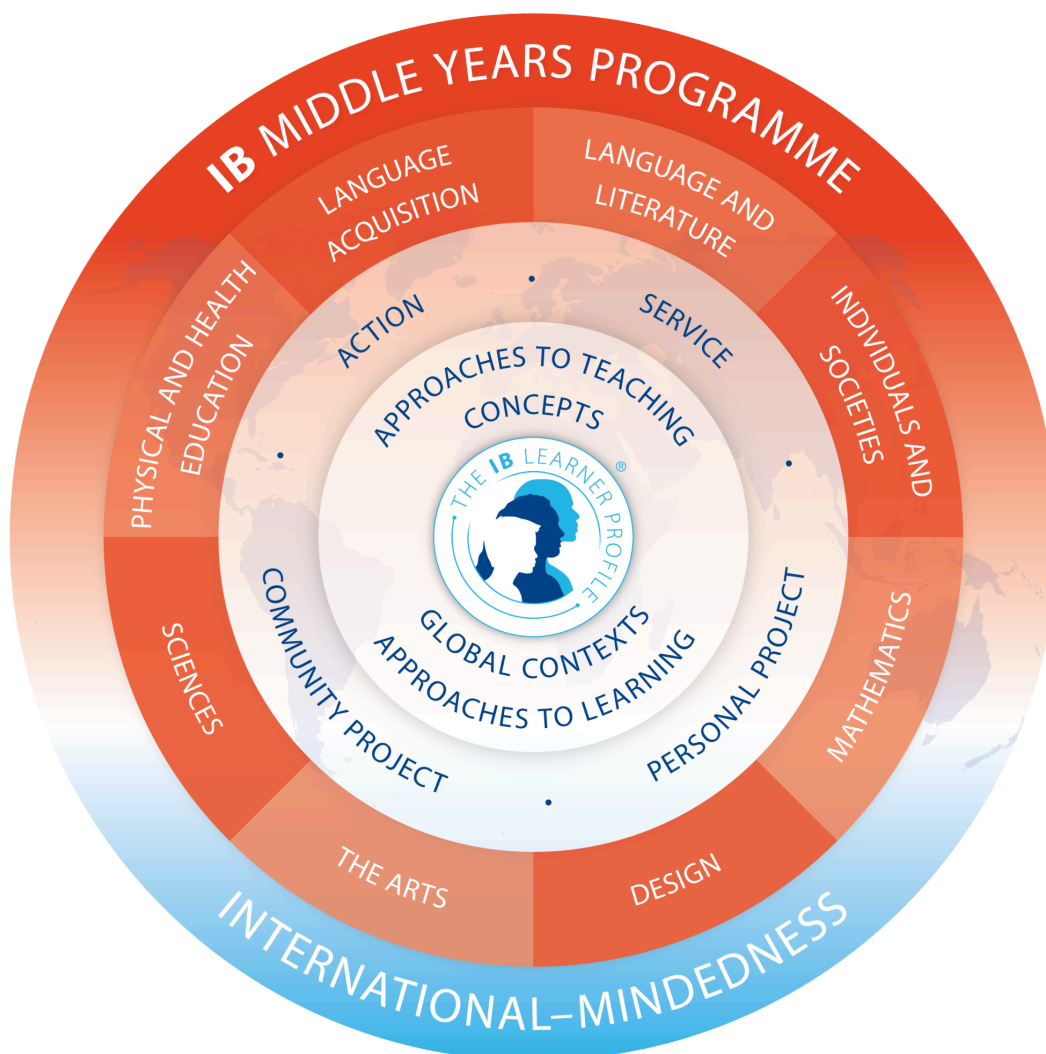 IB MIDDLE YEARS PROGRAMME
LANGUAGE
ACQUISITION
LANGUAGE AND
LITERATURE
PHYSICAL AND HEALTH
EDUCATION
INDIVIDUALS AND
SOCIETIES
SCIENCES
MATHEMATICS
THE ARTS
DESIGN
ACTION
SERVICE
COMMUNITY PROJECT
PERSONAL PROJECT
APPROACHES TO TEACHING
CONCEPTS
THE IB LEARNER PROFILE
®
GLOBAL CONTEXTS
APPROACHES TO LEARNING
INTERNATIONAL–MINDEDNESS